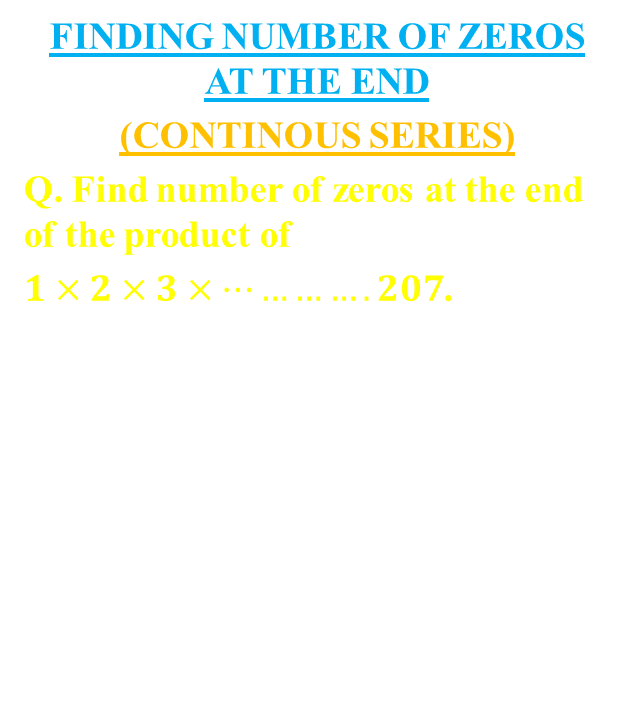 FINDING NUMBER OF ZEROS
AT THE END
(CONTINOUS SERIES)
Q. Find number of zeros at the end
of the product of
1 × 2 × 3 × ⋯ … … … . 207.